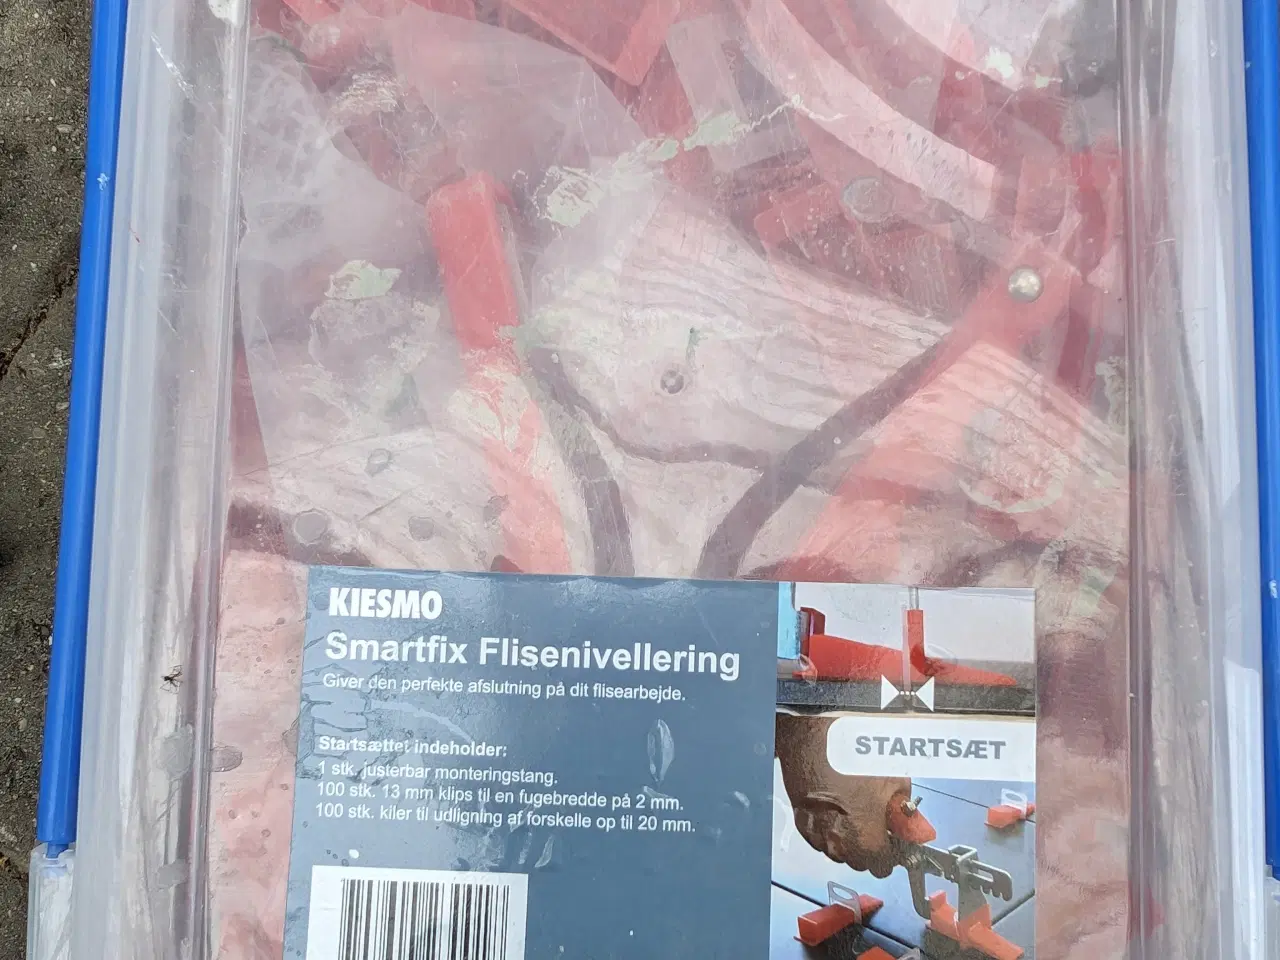 KIESMO
Smartfix Flisenivellering
Giver den perfekte afslutning på dit flisearbejde.
Startsættet indeholder:
1 stk. justerbar monteringstang.
100 stk. 13 mm klips til en fugebredde på 2 mm.
100 stk. kiler til udligning af forskelle op til 20 mm.
STARTSÆT